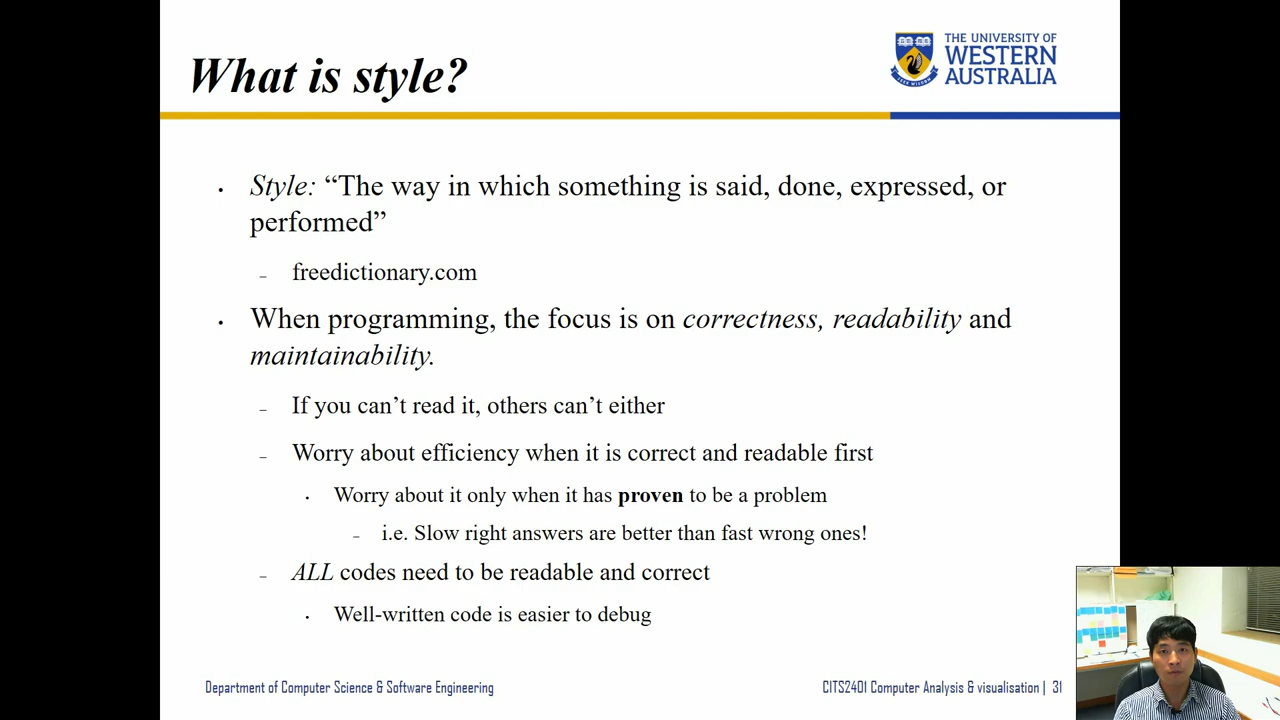 What is style?
THE UNIVERSITY OF
WESTERN
AUSTRALIA
• Style: “The way in which something is said, done, expressed, or
performed”
– freedictionary.com
• When programming, the focus is on correctness, readability and
maintainability.
– If you can’t read it, others can’t either
– Worry about efficiency when it is correct and readable first
• Worry about it only when it has proven to be a problem
– i.e. Slow right answers are better than fast wrong ones!
– ALL codes need to be readable and correct
• Well-written code is easier to debug
Department of Computer Science & Software Engineering
CITS2401 Computer Analysis & visualisation | 31